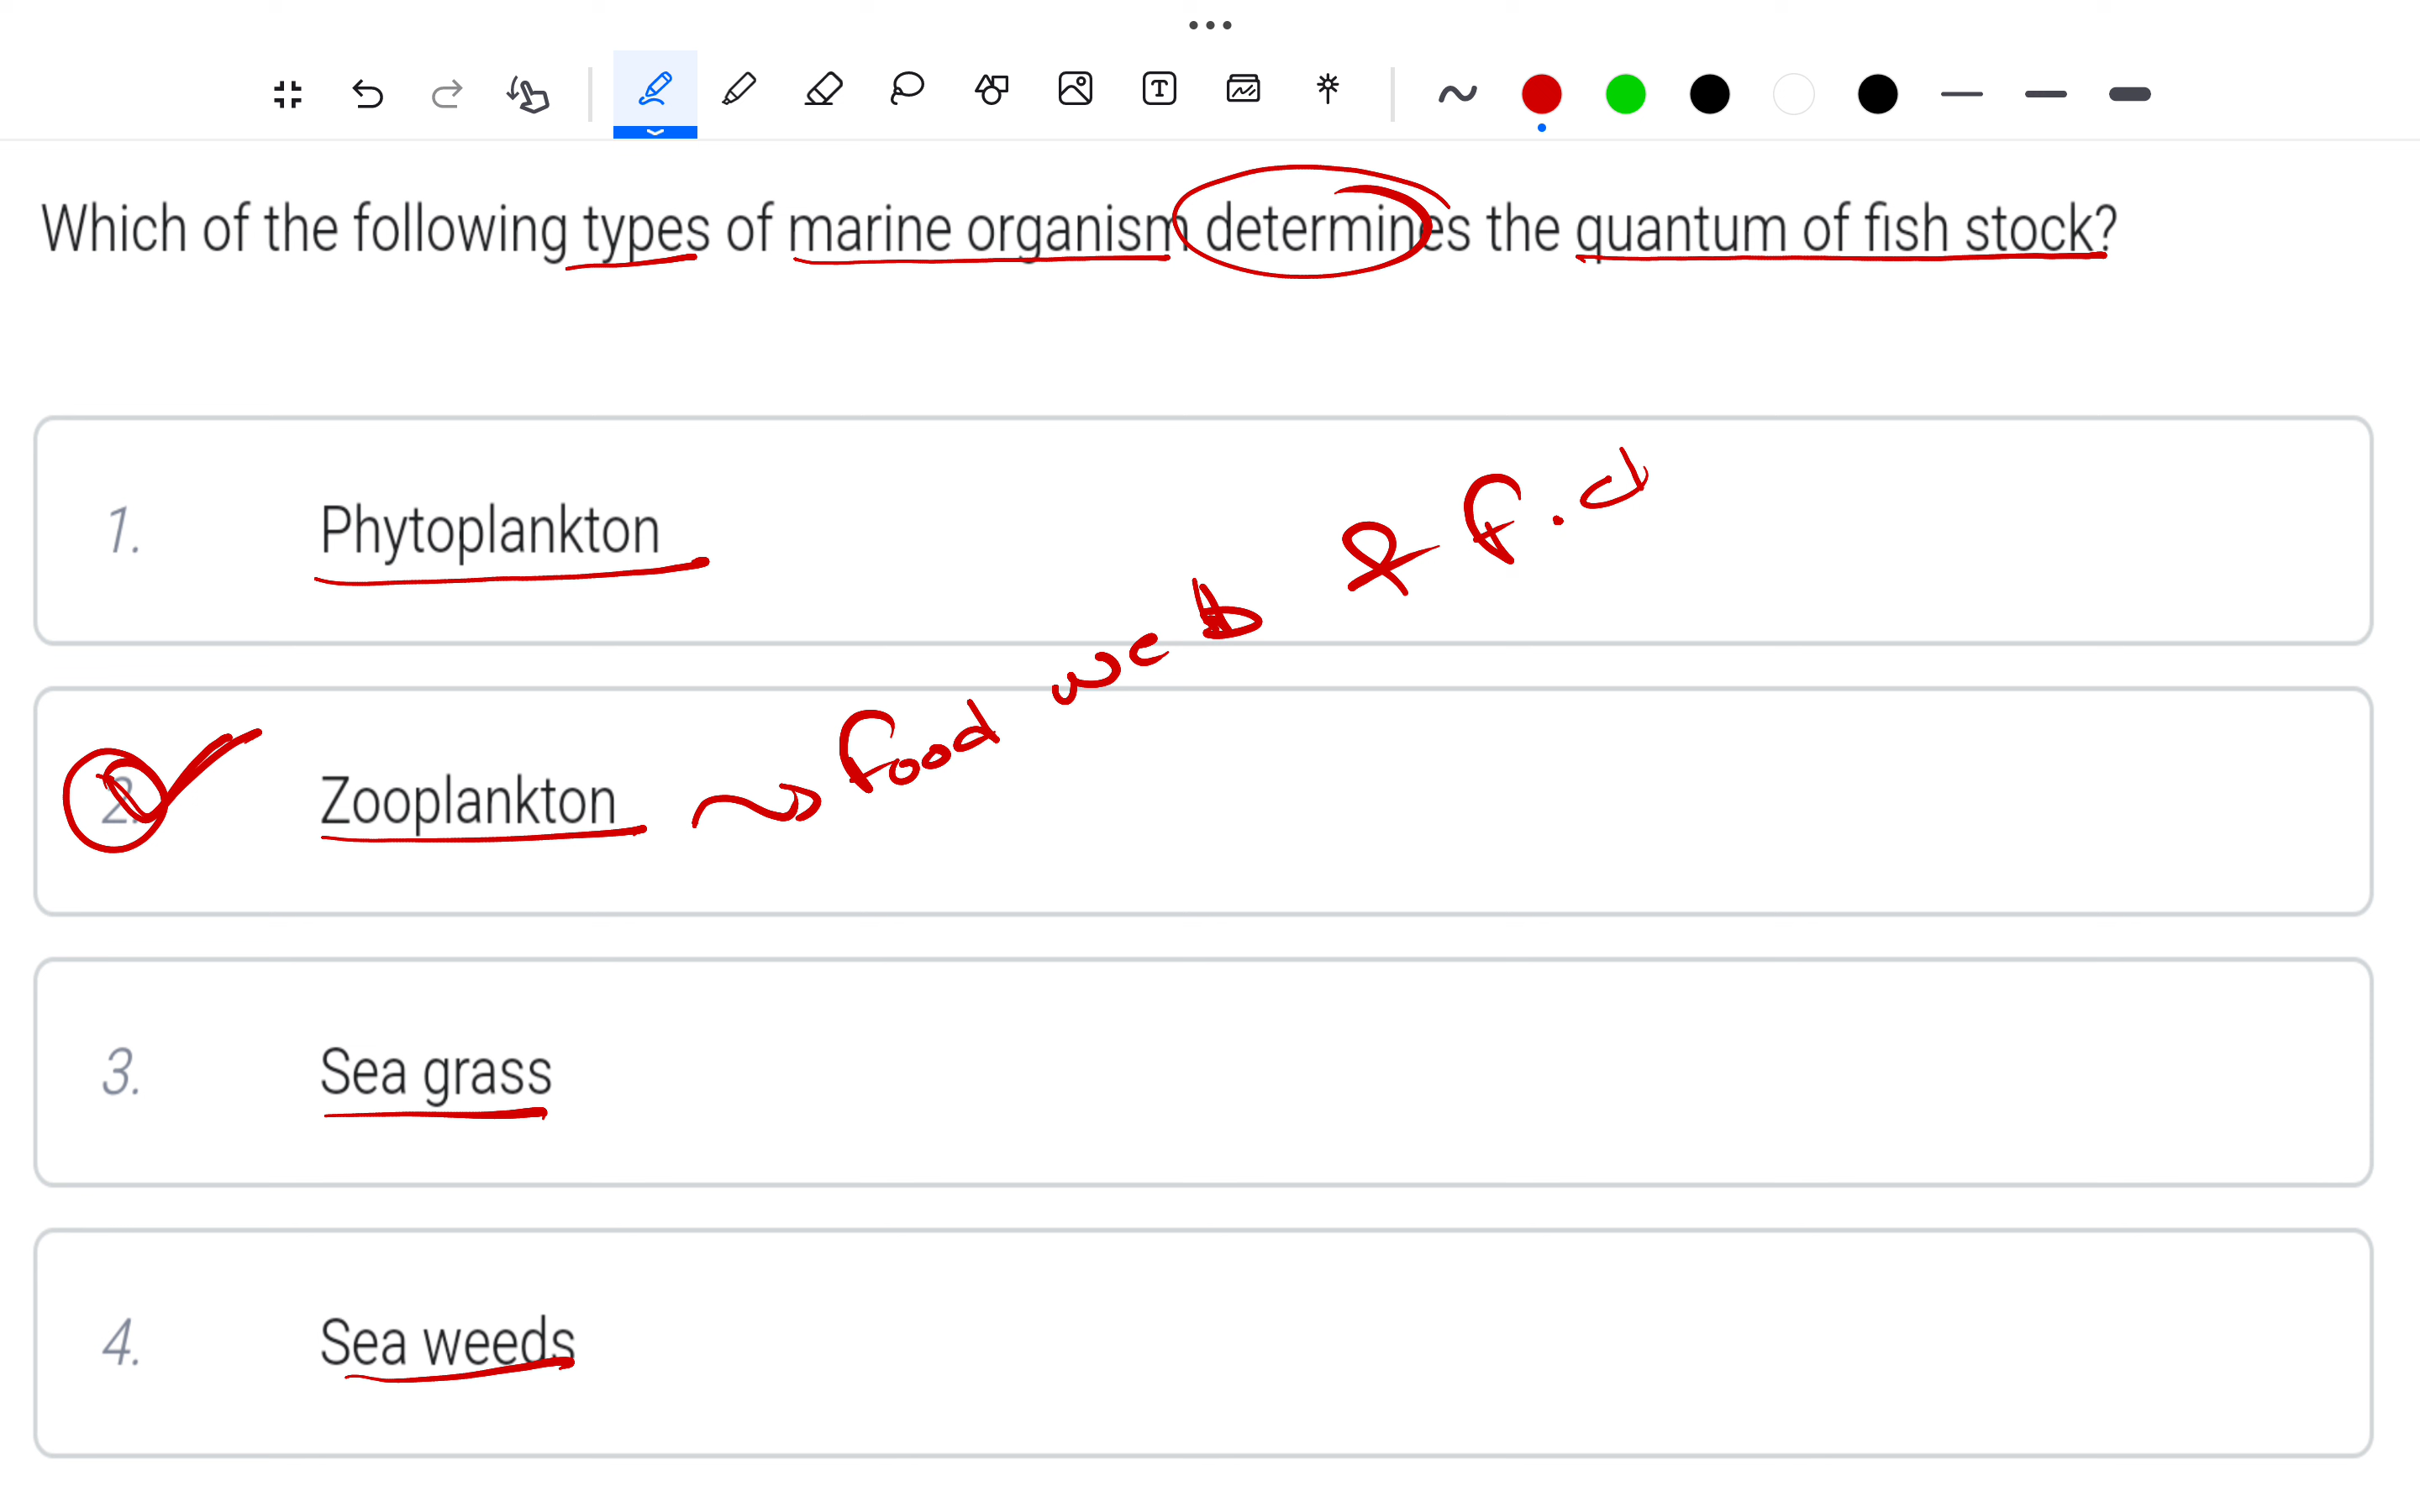 Which of the following types of marine organism determines the quantum of fish stock?
1. Phytoplankton
2. Zooplankton
food web & f.c
3. Sea grass
4. Sea weeds